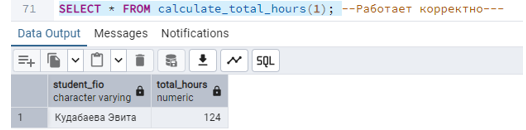 71 SELECT * FROM calculate_total_hours(1); --Работает корректно---
Data Output Messages Notifications
SQL
student_fio total_hours
character varying numeric
1 Кудабаева Эвита 124